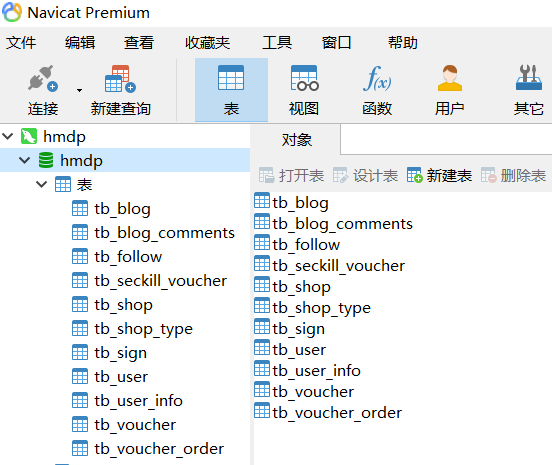 Navicat Premium
文件 编辑 查看 收藏夹 工具 窗口 帮助
连接 新建查询 表 视图 函数 用户 其它
f(x)
hmdp
hmdp
表
tb_blog
tb_blog_comments
tb_follow
tb_seckill_voucher
tb_shop
tb_shop_type
tb_sign
tb_user
tb_user_info
tb_voucher
tb_voucher_order
对象
打开表 设计表 新建表 删除表
tb_blog
tb_blog_comments
tb_follow
tb_seckill_voucher
tb_shop
tb_shop_type
tb_sign
tb_user
tb_user_info
tb_voucher
tb_voucher_order